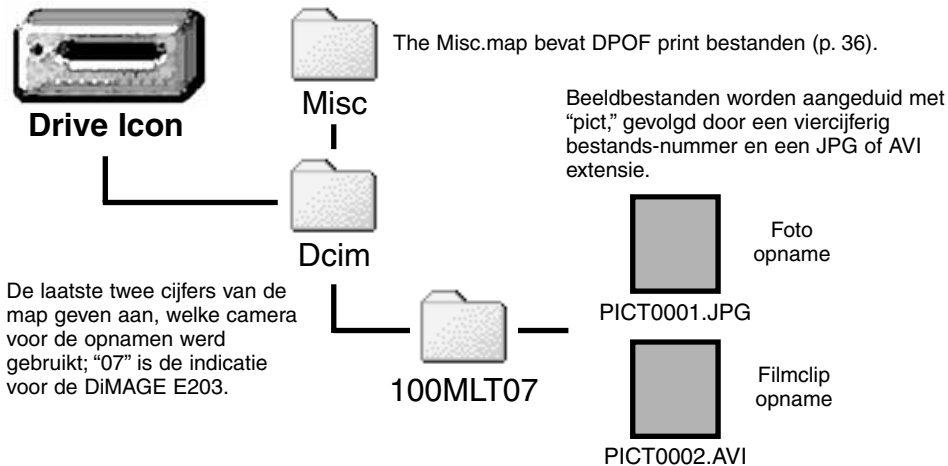 The Misc.map bevat DPOF print bestanden (p. 36).
Misc
Drive Icon
Beeldbestanden worden aangeduid met
“pict,” gevolgd door een viercijferig
bestands-nummer en een JPG of AVI
extensie.
Dcim
Foto
opname
PICT0001.JPG
De laatste twee cijfers van de
map geven aan, welke camera
voor de opnamen werd
gebruikt; “07” is de indicatie
voor de DiMAGE E203.
100MLT07
Filmclip
opname
PICT0002.AVI